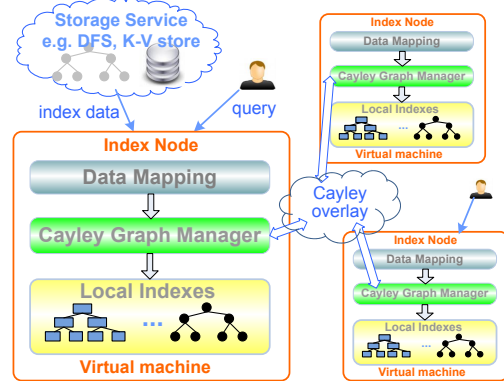 Storage Service
e.g. DFS, K-V store
index data
query
Index Node
Data Mapping
Cayley Graph Manager
Local Indexes
...
Virtual machine
Cayley
overlay
Index Node
Data Mapping
Cayley Graph Manager
Local Indexes
...
Virtual machine
Index Node
Data Mapping
Cayley Graph Manager
Local Indexes
...
Virtual machine